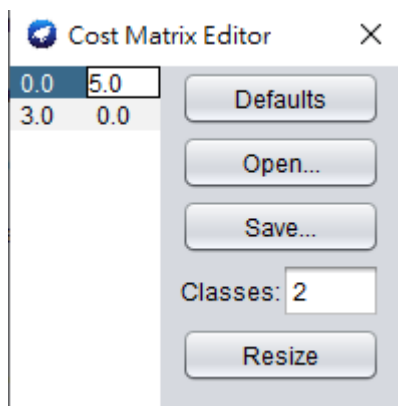 Cost Matrix Editor
0.0 5.0
3.0 0.0
Defaults
Open...
Save...
Classes: 2
Resize